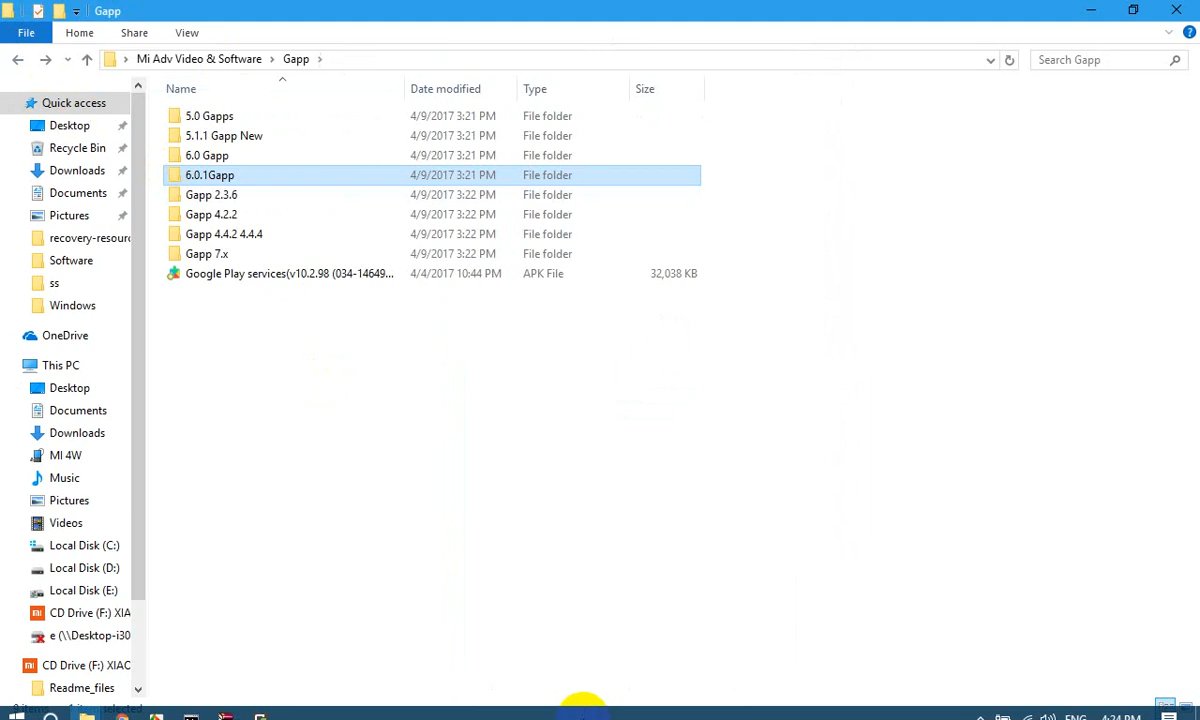 Gapp
File Home Share View
Mi Adv Video & Software Gapp Search Gapp
Name Date modified Type Size
5.0 Gapps 4/9/2017 3:21 PM File folder
5.1.1 Gapp New 4/9/2017 3:21 PM File folder
6.0 Gapp 4/9/2017 3:21 PM File folder
6.0.1Gapp 4/9/2017 3:21 PM File folder
Gapp 2.3.6 4/9/2017 3:22 PM File folder
Gapp 4.2.2 4/9/2017 3:22 PM File folder
Gapp 4.4.2 4.4.4 4/9/2017 3:22 PM File folder
Gapp 7.x 4/9/2017 3:22 PM File folder
Google Play services(v10.2.98 (034-14649... 4/4/2017 10:44 PM APK File 32,038 KB
Quick access
Desktop
Recycle Bin
Downloads
Documents
Pictures
recovery-resour
Software
ss
Windows
OneDrive
This PC
Desktop
Documents
Downloads
MI 4W
Music
Pictures
Videos
Local Disk (C:)
Local Disk (D:)
Local Disk (E:)
CD Drive (F:) XIA
e (\\Desktop-i30
CD Drive (F:) XIAC
Readme_files
selected
ENG 4:24 PM